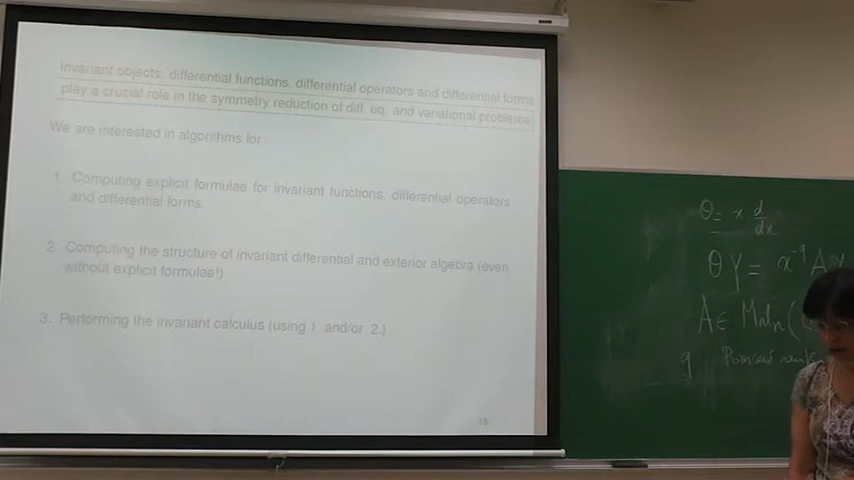 Invariant objects: differential functions, differential operators and differential forms
play a crucial role in the symmetry reduction of diff. eq. and variational problems.
We are interested in algorithms for
1. Computing explicit formulae for invariant functions, differential operators
and differential forms.
2 Computing the structure of invariant differential and exterior algebra (even
without explicit formulae!)
3. Performing the invariant calculus (using 1. and/or 2.)
15
θ = x d/dx
θY = x⁻q A
A ∈ Matn(
q Poincaré